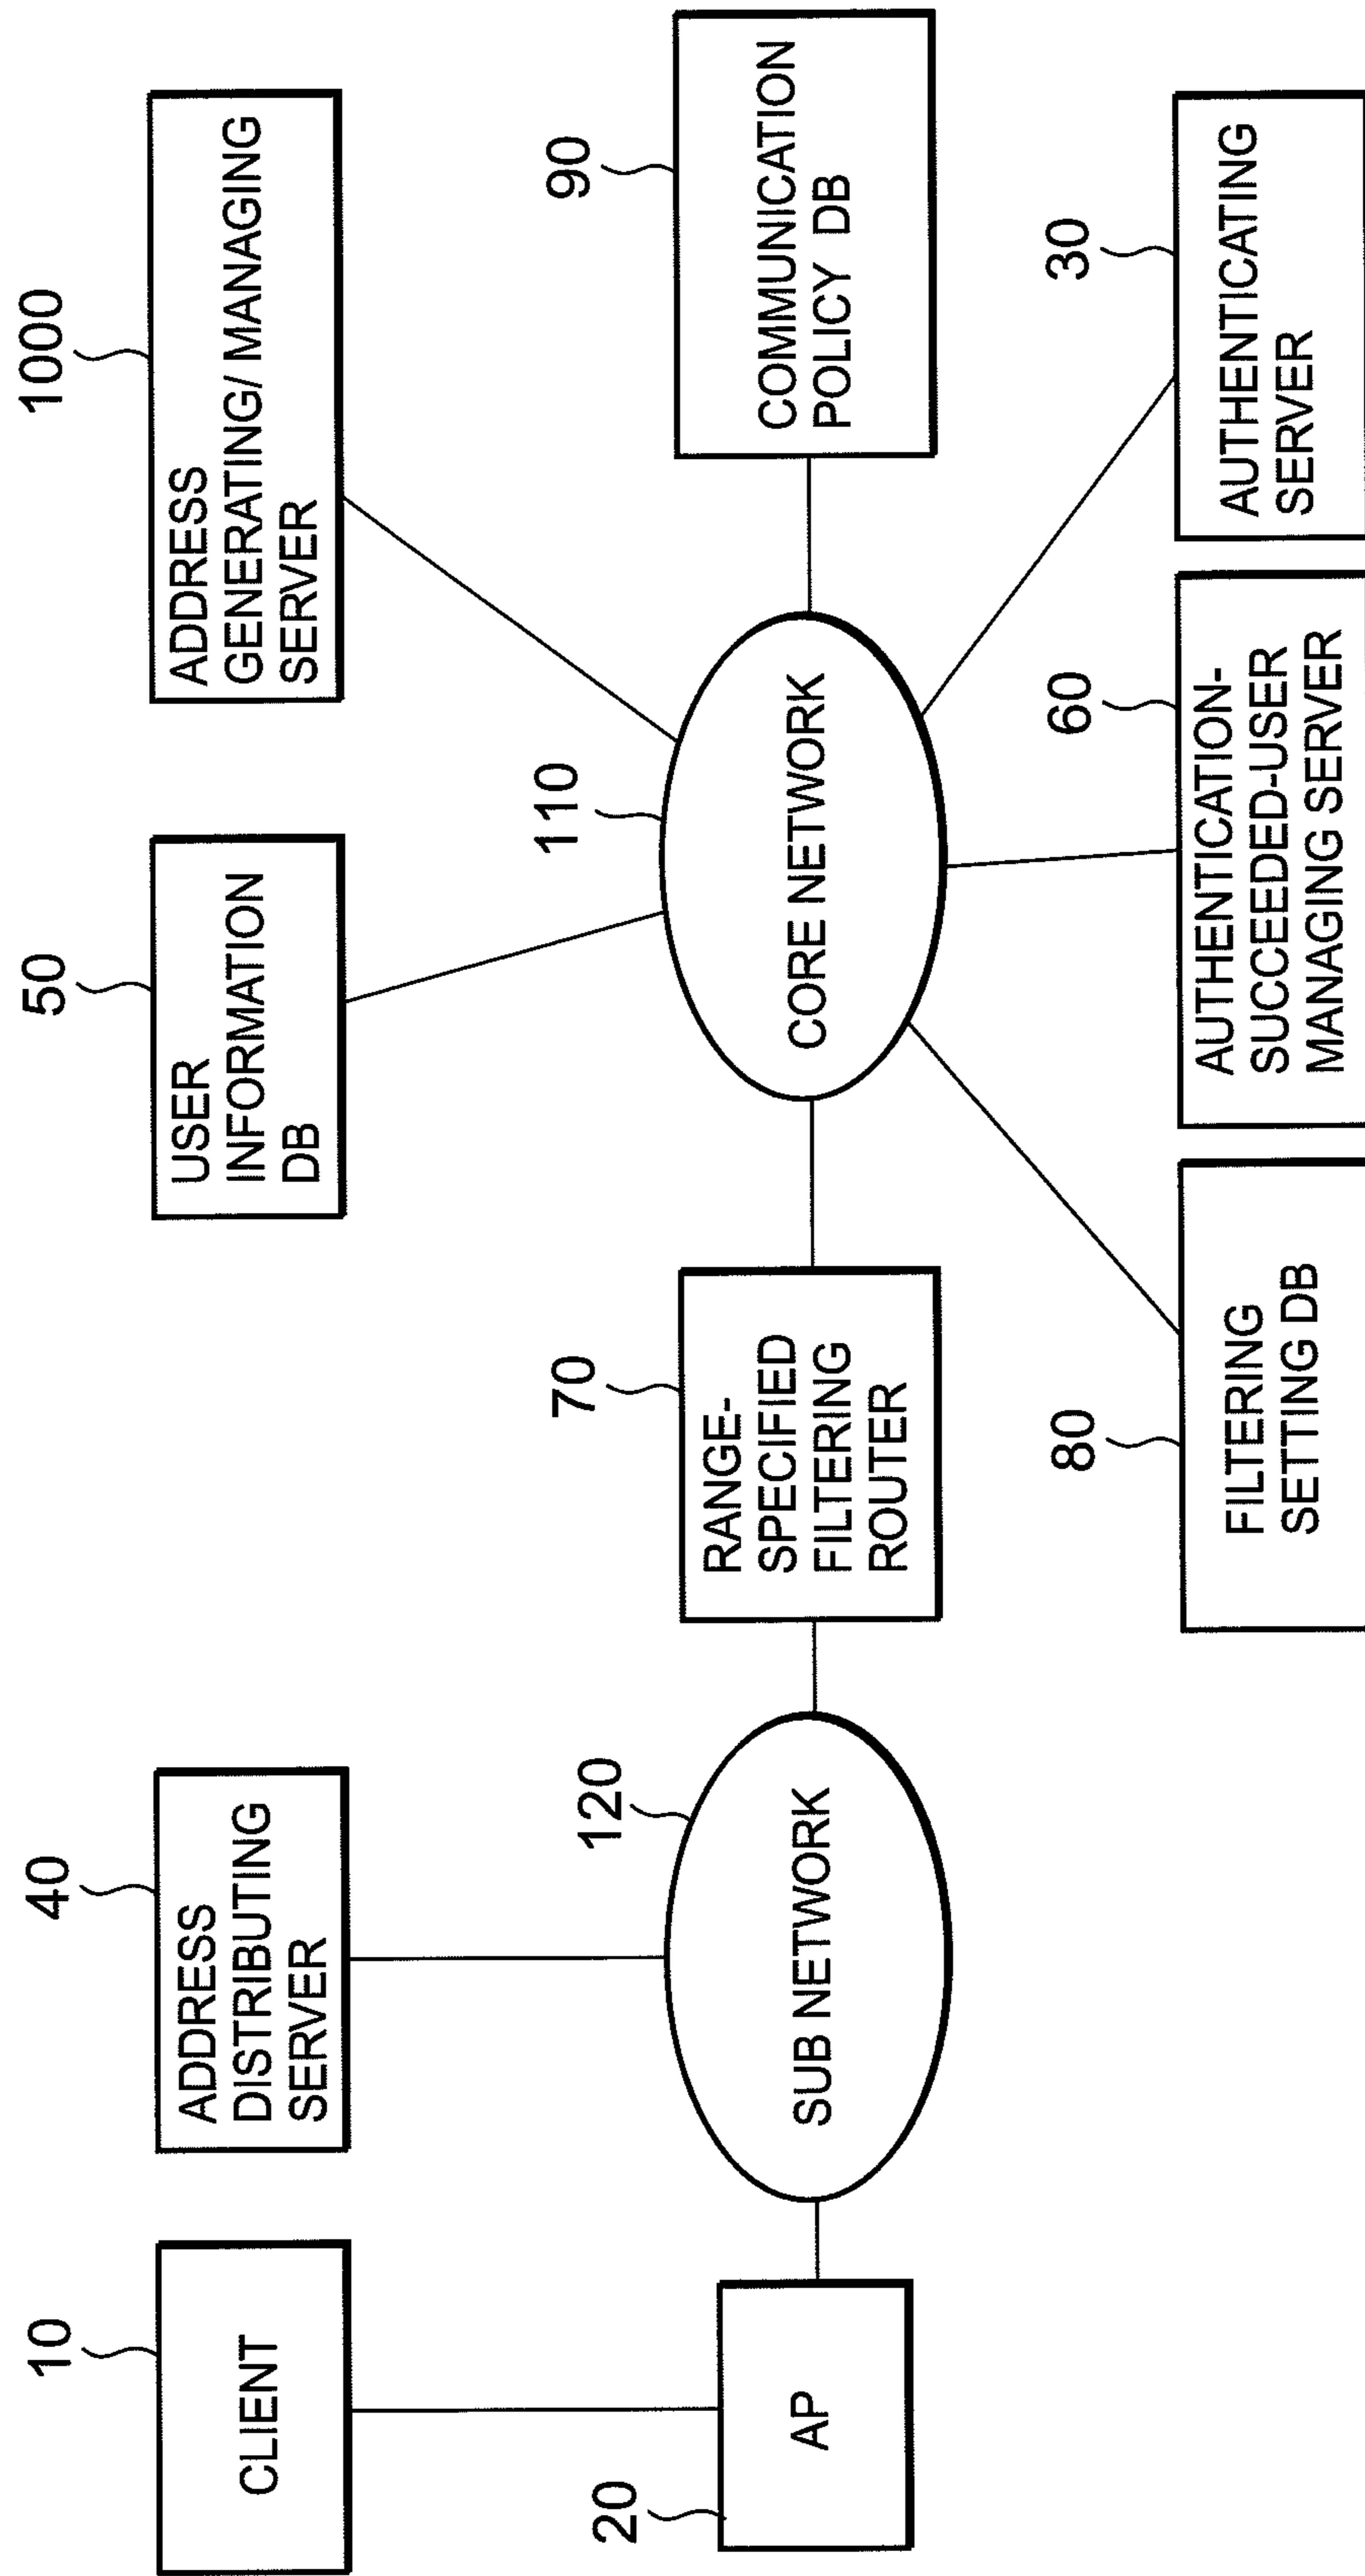 10
CLIENT
40
ADDRESS
DISTRIBUTING
SERVER
50
USER
INFORMATION
DB
1000
ADDRESS
GENERATING/ MANAGING
SERVER
20
AP
120
SUB NETWORK
70
RANGE-
SPECIFIED
FILTERING
ROUTER
110
CORE NETWORK
90
COMMUNICATION
POLICY DB
80
FILTERING
SETTING DB
60
AUTHENTICATION-
SUCCEEDED-USER
MANAGING SERVER
30
AUTHENTICATING
SERVER